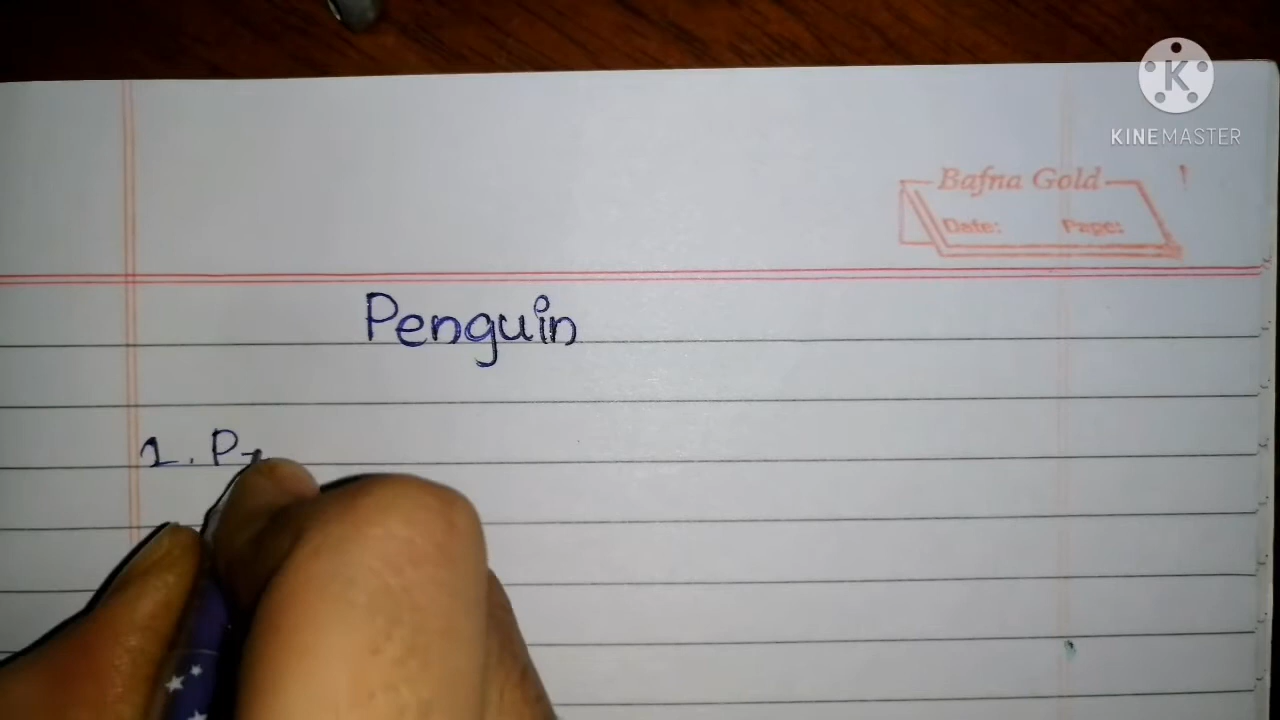 K
KINEMASTER
Bafna Gold
Date: Page:
Penguin
1. P